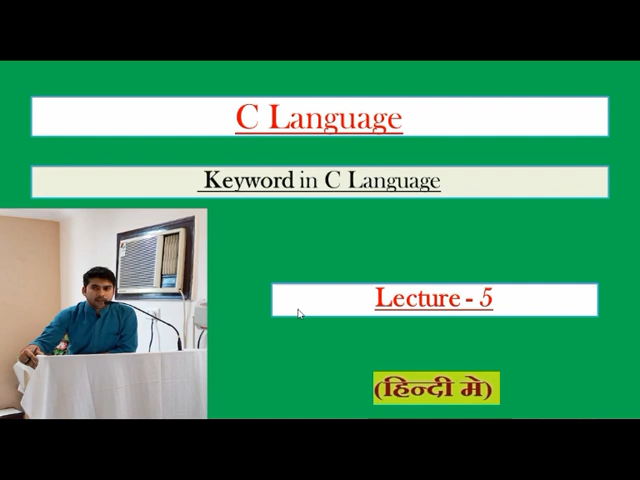 C Language
Keyword in C Language
Lecture - 5
(हिन्दी मे)